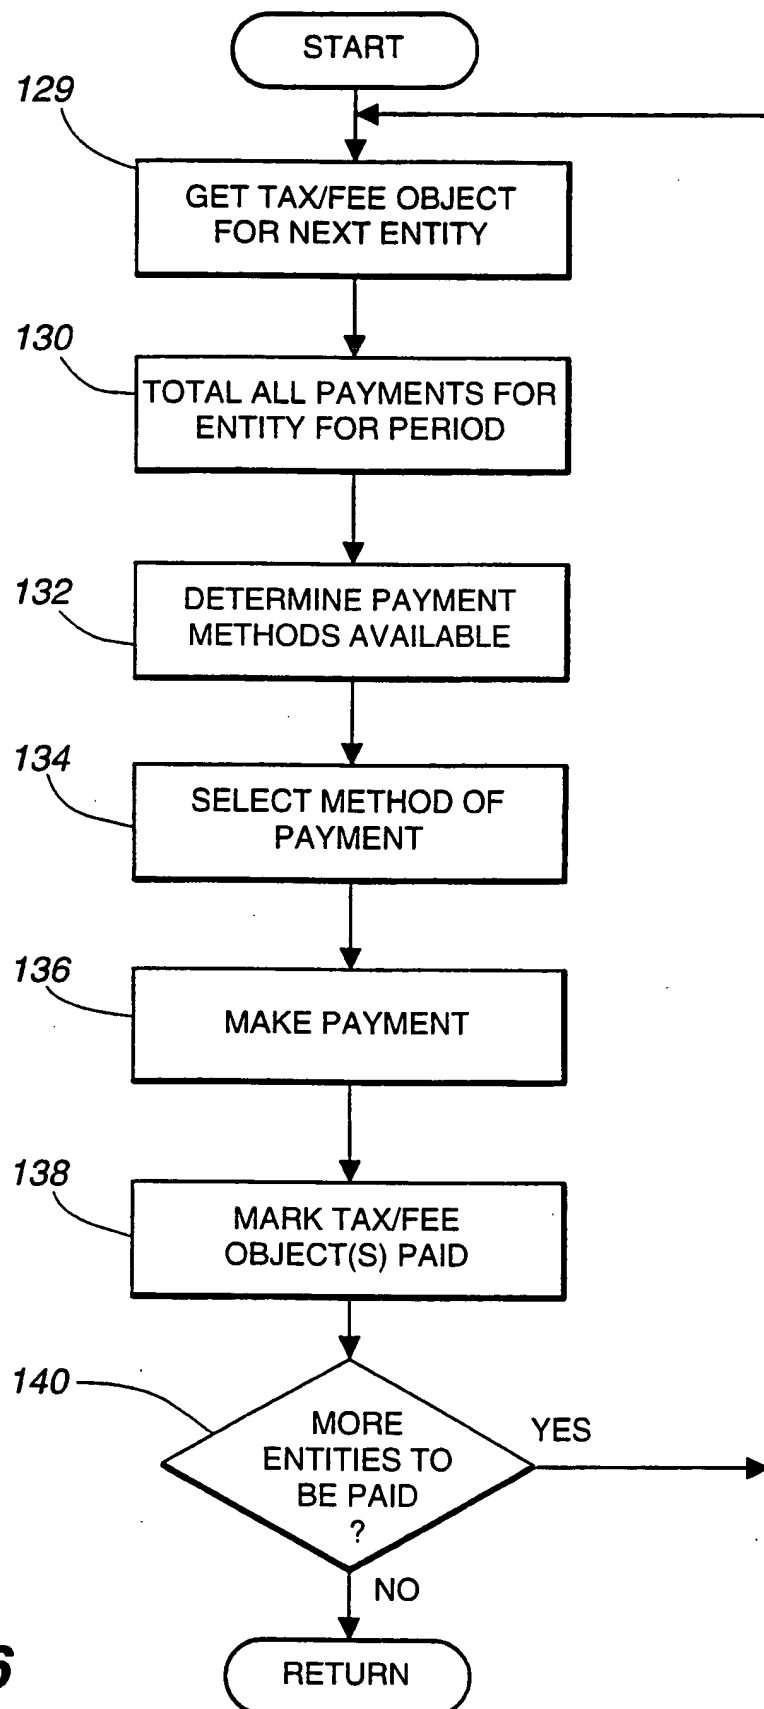 START
129
GET TAX/FEE OBJECT
FOR NEXT ENTITY
130
TOTAL ALL PAYMENTS FOR
ENTITY FOR PERIOD
132
DETERMINE PAYMENT
METHODS AVAILABLE
134
SELECT METHOD OF
PAYMENT
136
MAKE PAYMENT
138
MARK TAX/FEE
OBJECT(S) PAID
140
MORE
ENTITIES TO
BE PAID
?
YES
NO
6
RETURN